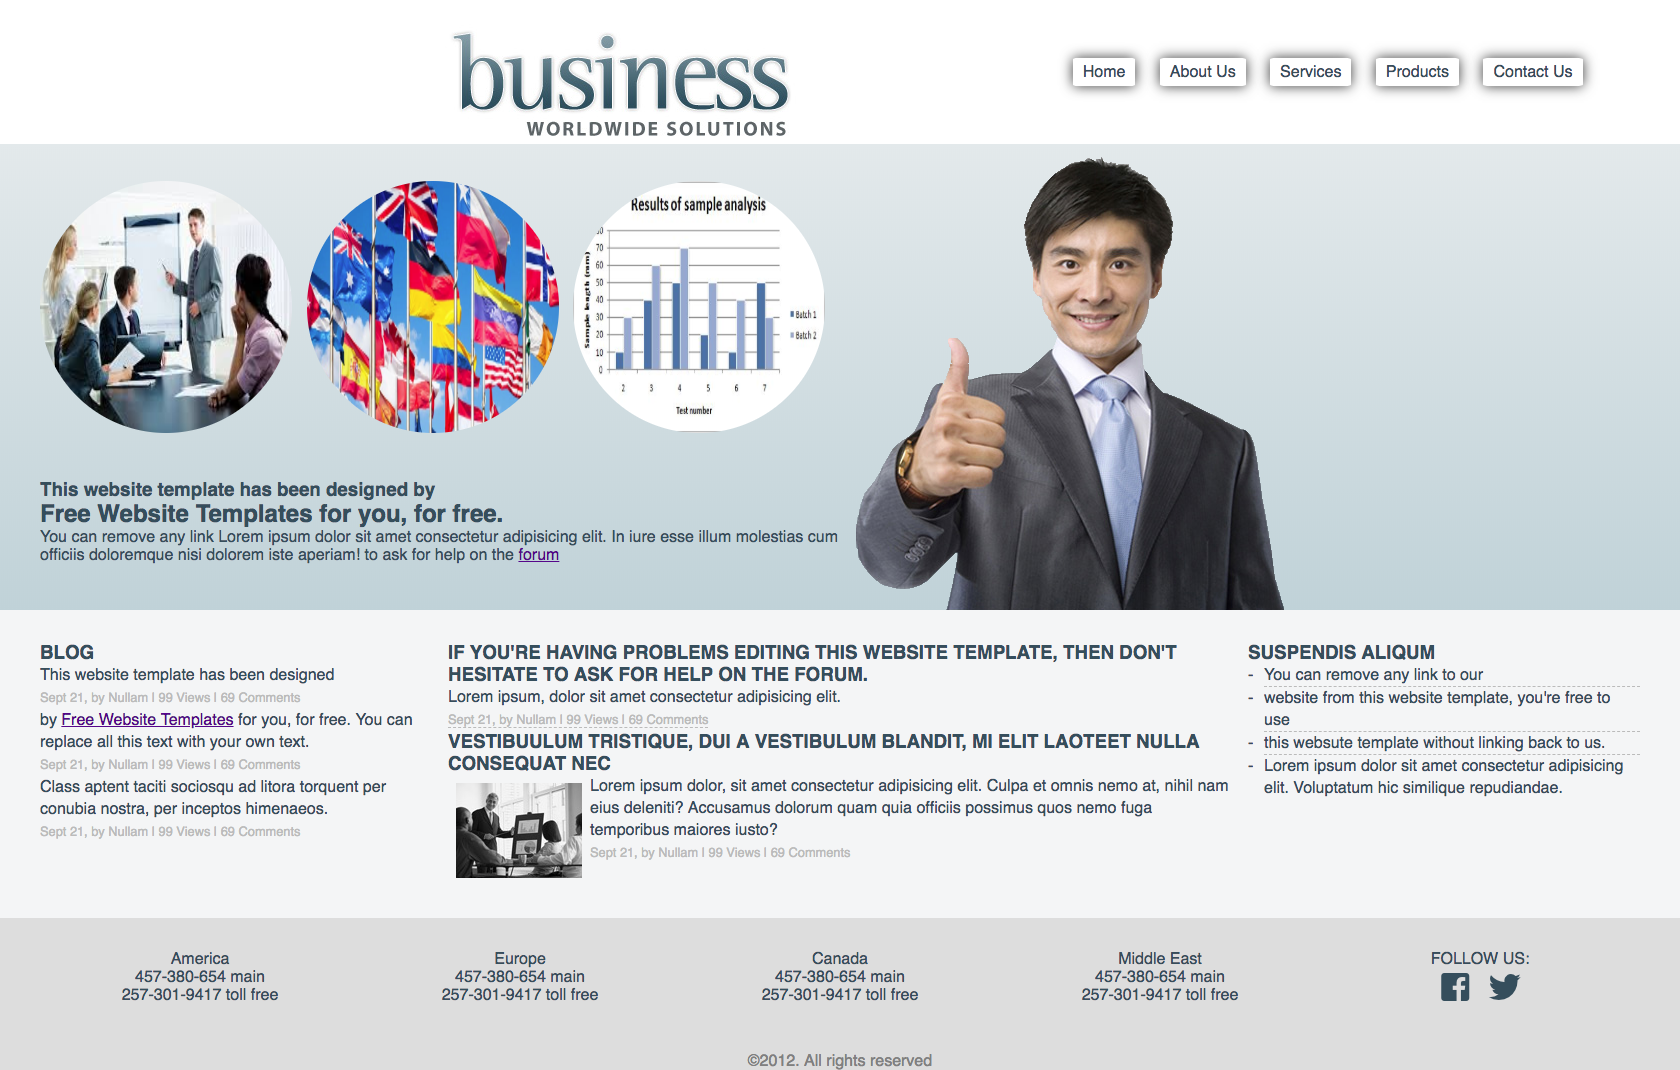 business
WORLDWIDE SOLUTIONS
Home
About Us
Services
Products
Contact Us
Results of sample analysis
Sample length (mm)
80
70
60
50
40
30
20
10
0
2 3 4 5 6 7
Test number
Batch 1
Batch 2
This website template has been designed by
Free Website Templates for you, for free.
You can remove any link Lorem ipsum dolor sit amet consectetur adipisicing elit. In iure esse illum molestias cum
officiis doloremque nisi dolorem iste aperiam! to ask for help on the forum
BLOG
This website template has been designed
Sept 21, by Nullam l 99 Views l 69 Comments
by Free Website Templates for you, for free. You can
replace all this text with your own text.
Sept 21, by Nullam l 99 Views l 69 Comments
Class aptent taciti sociosqu ad litora torquent per
conubia nostra, per inceptos himenaeos.
Sept 21, by Nullam l 99 Views l 69 Comments
IF YOU'RE HAVING PROBLEMS EDITING THIS WEBSITE TEMPLATE, THEN DON'T
HESITATE TO ASK FOR HELP ON THE FORUM.
Lorem ipsum, dolor sit amet consectetur adipisicing elit.
Sept 21, by Nullam l 99 Views l 69 Comments
VESTIBUULUM TRISTIQUE, DUI A VESTIBULUM BLANDIT, MI ELIT LAOTEET NULLA
CONSEQUAT NEC
Lorem ipsum dolor, sit amet consectetur adipisicing elit. Culpa et omnis nemo at, nihil nam
eius deleniti? Accusamus dolorum quam quia officiis possimus quos nemo fuga
temporibus maiores iusto?
Sept 21, by Nullam l 99 Views l 69 Comments
SUSPENDIS ALIQUM
- You can remove any link to our
- website from this website template, you're free to
use
- this websute template without linking back to us.
- Lorem ipsum dolor sit amet consectetur adipisicing
elit. Voluptatum hic similique repudiandae.
America
457-380-654 main
257-301-9417 toll free
Europe
457-380-654 main
257-301-9417 toll free
Canada
457-380-654 main
257-301-9417 toll free
Middle East
457-380-654 main
257-301-9417 toll free
FOLLOW US:
©2012. All rights reserved